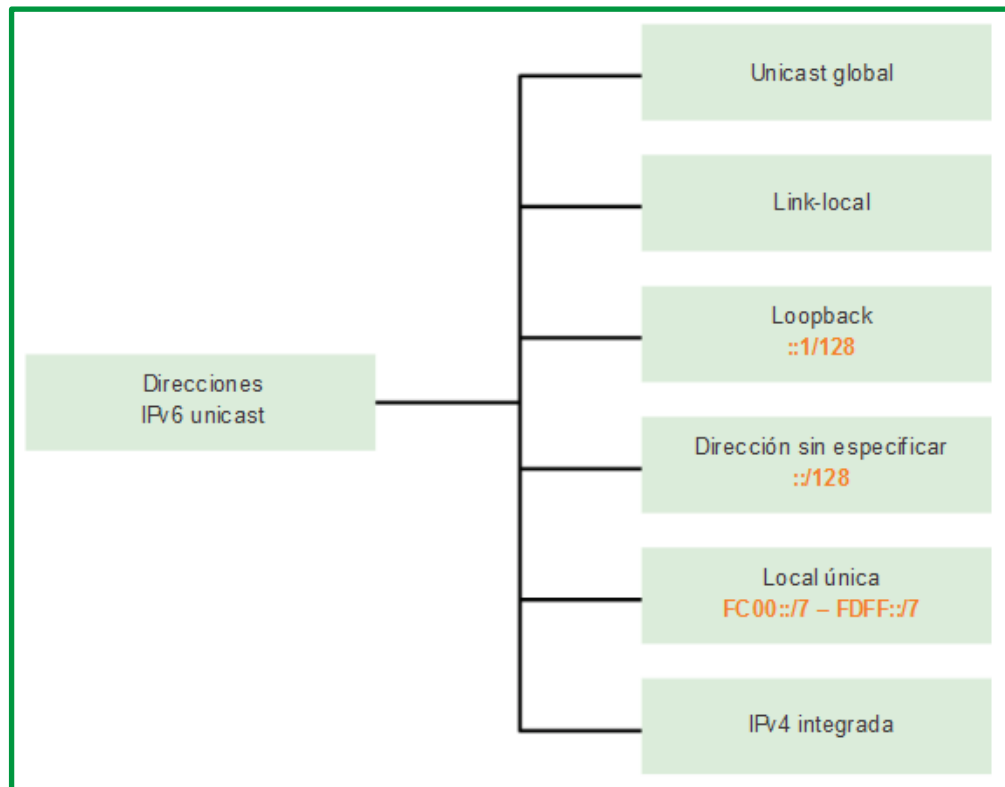 Unicast global
Link-local
Loopback
::1/128
Direcciones
IPv6 unicast
Dirección sin especificar
::/128
Local única
FC00::/7 – FDFF::/7
IPv4 integrada